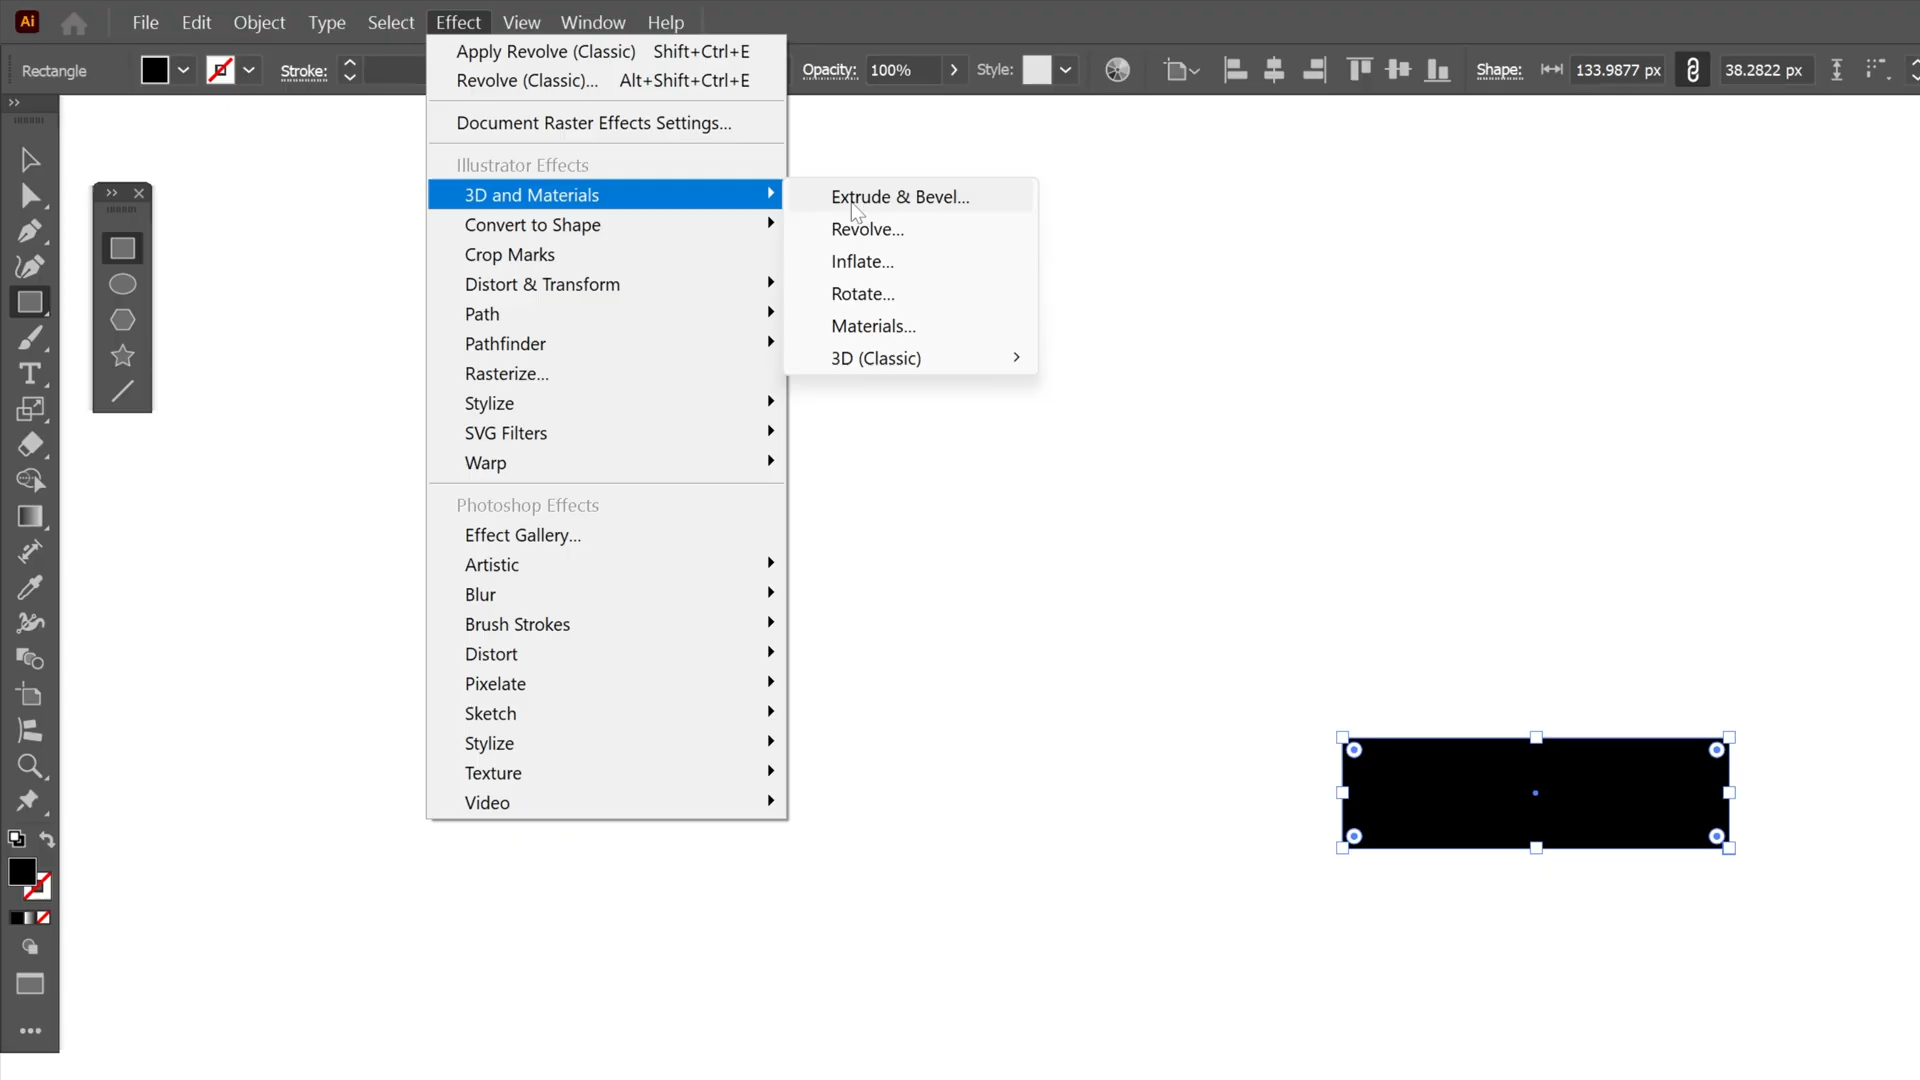 Ai File Edit Object Type Select Effect View Window Help
Rectangle Stroke: Opacity: 100% Style: Shape: 133.9877 px 38.2822 px
Apply Revolve (Classic) Shift+Ctrl+E
Revolve (Classic)... Alt+Shift+Ctrl+E
Document Raster Effects Settings...
Illustrator Effects
3D and Materials
Convert to Shape
Crop Marks
Distort & Transform
Path
Pathfinder
Rasterize...
Stylize
SVG Filters
Warp
Photoshop Effects
Effect Gallery...
Artistic
Blur
Brush Strokes
Distort
Pixelate
Sketch
Stylize
Texture
Video
Extrude & Bevel...
Revolve...
Inflate...
Rotate...
Materials...
3D (Classic)